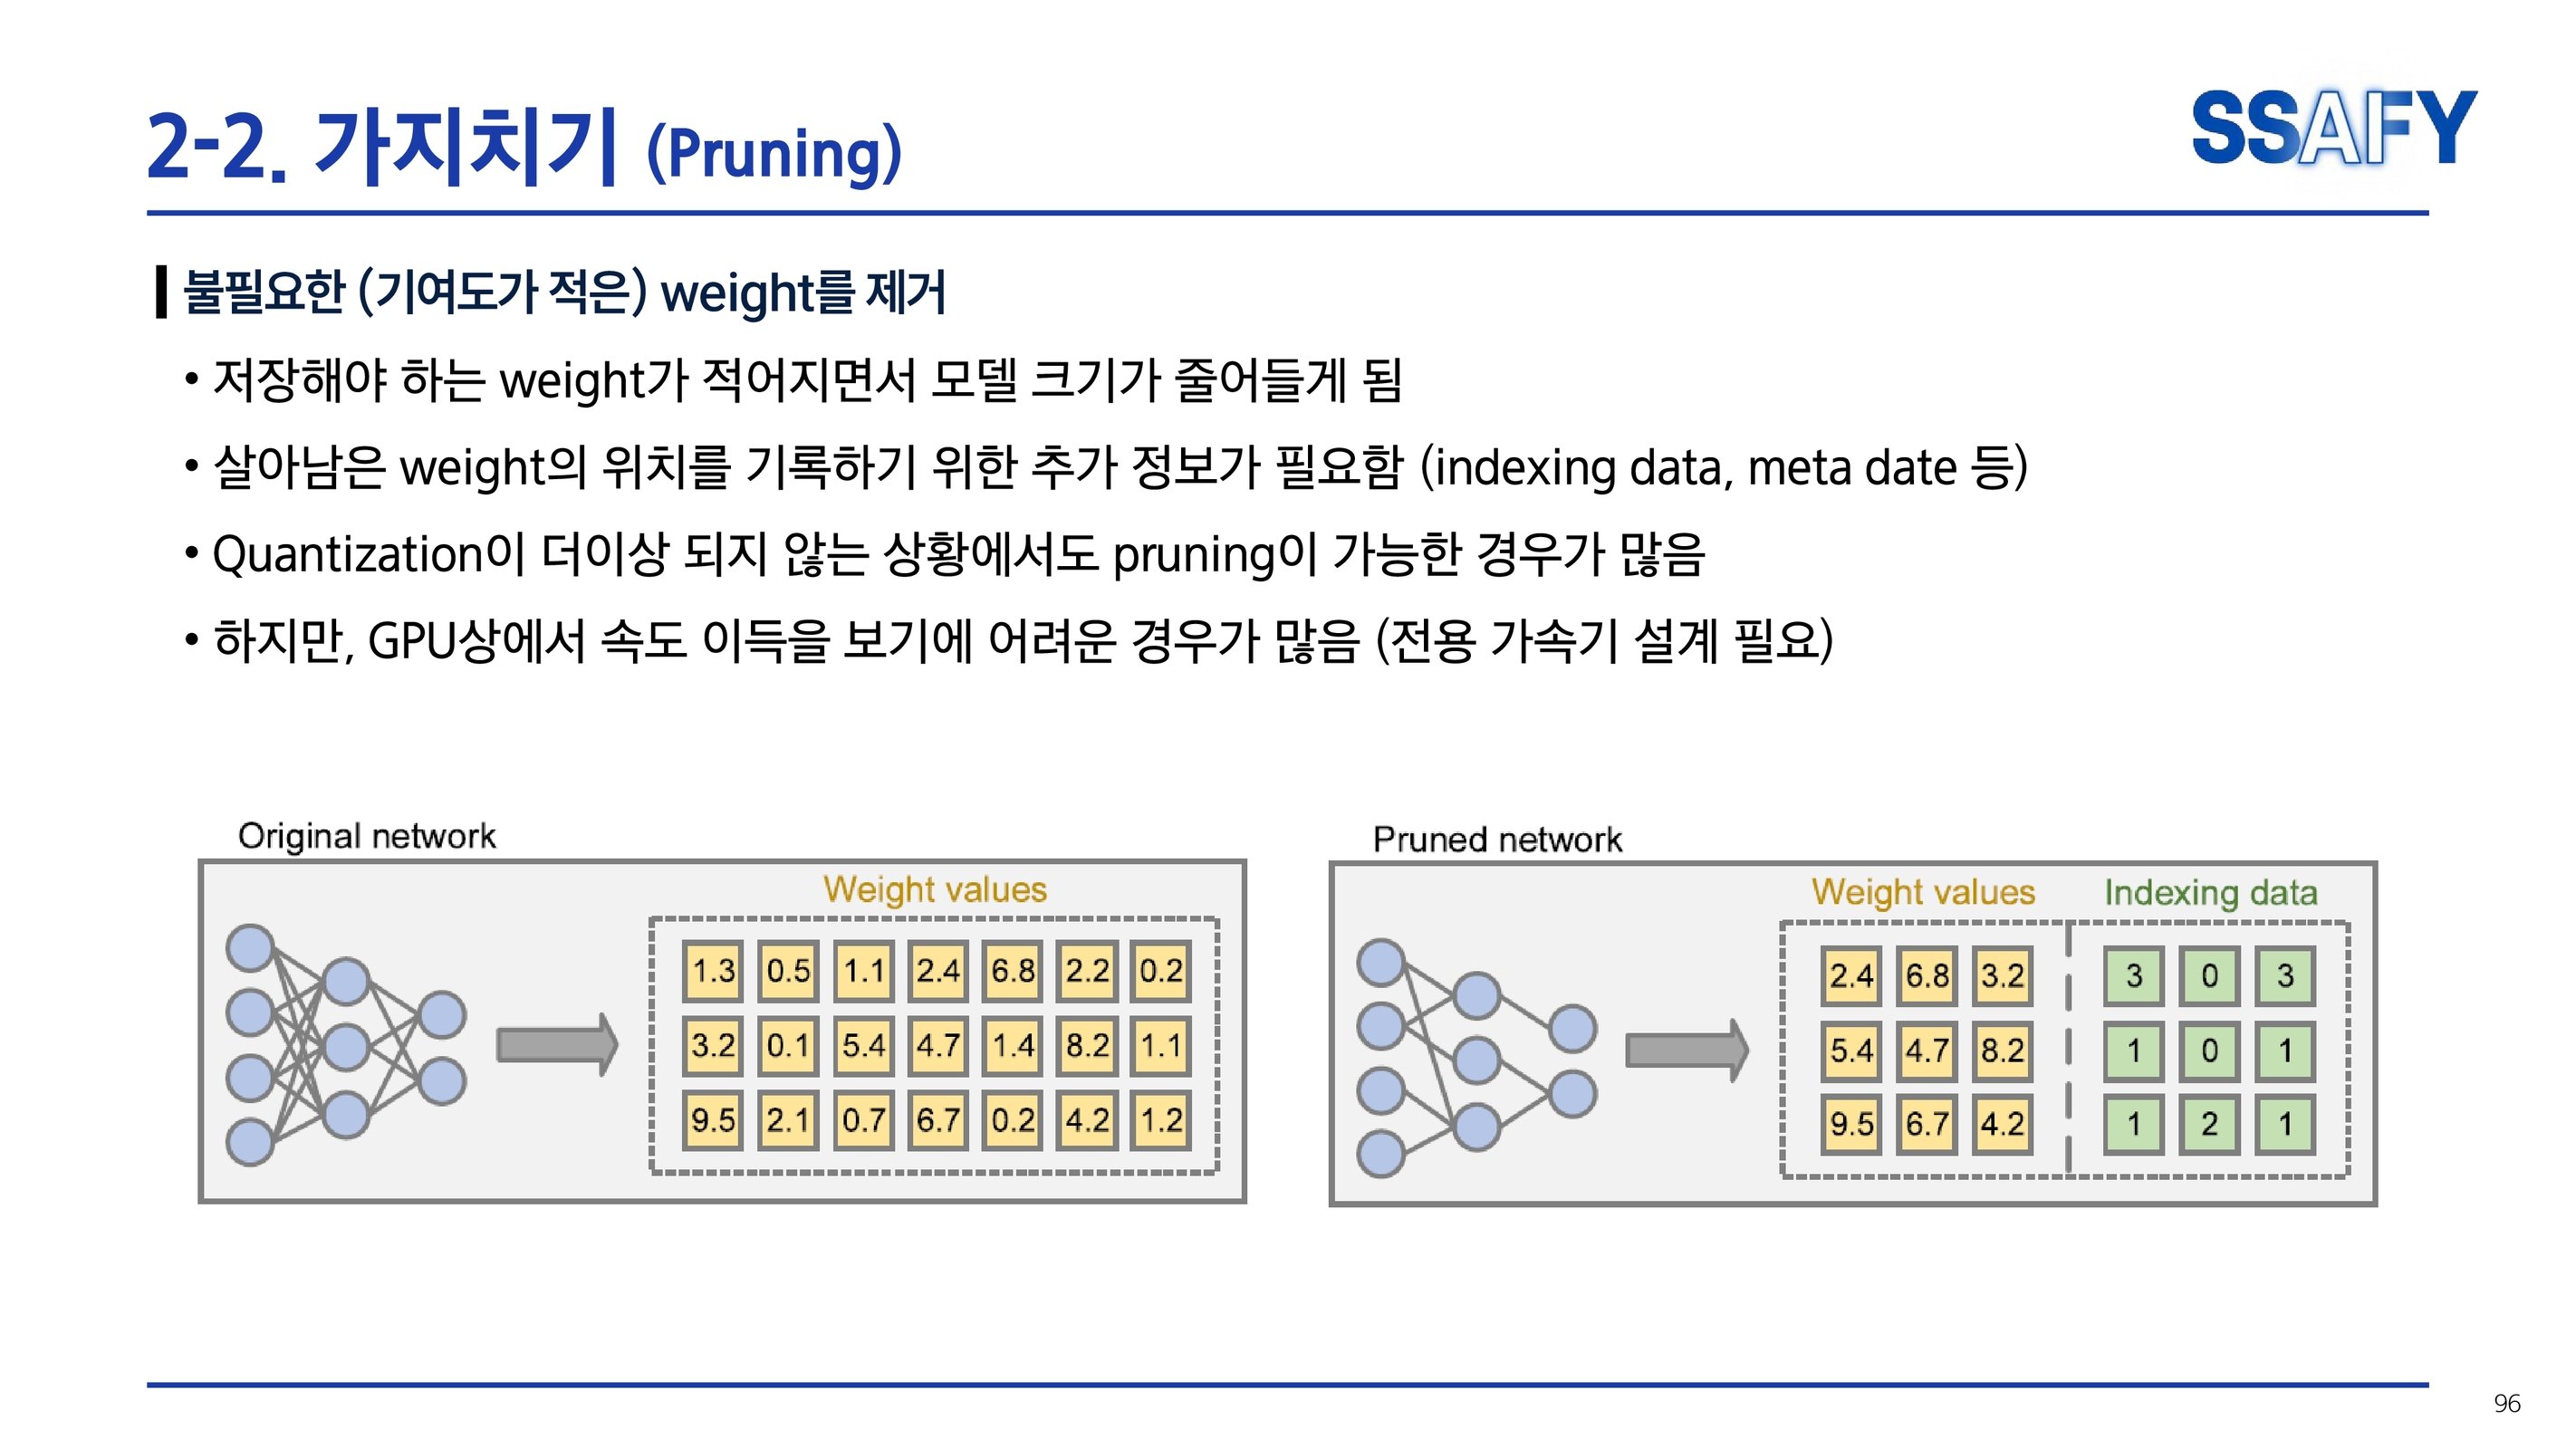 2-2. 가지치기 (Pruning)
SSAFY
불필요한 (기여도가 적은) weight를 제거
• 저장해야 하는 weight가 적어지면서 모델 크기가 줄어들게 됨
• 살아남은 weight의 위치를 기록하기 위한 추가 정보가 필요함 (indexing data, meta date 등)
• Quantization이 더이상 되지 않는 상황에서도 pruning이 가능한 경우가 많음
• 하지만, GPU상에서 속도 이득을 보기에 어려운 경우가 많음 (전용 가속기 설계 필요)
Original network
Weight values
1.3 0.5 1.1 2.4 6.8 2.2 0.2
3.2 0.1 5.4 4.7 1.4 8.2 1.1
9.5 2.1 0.7 6.7 0.2 4.2 1.2
Pruned network
Weight values Indexing data
2.4 6.8 3.2 3 0 3
5.4 4.7 8.2 1 0 1
9.5 6.7 4.2 1 2 1
96